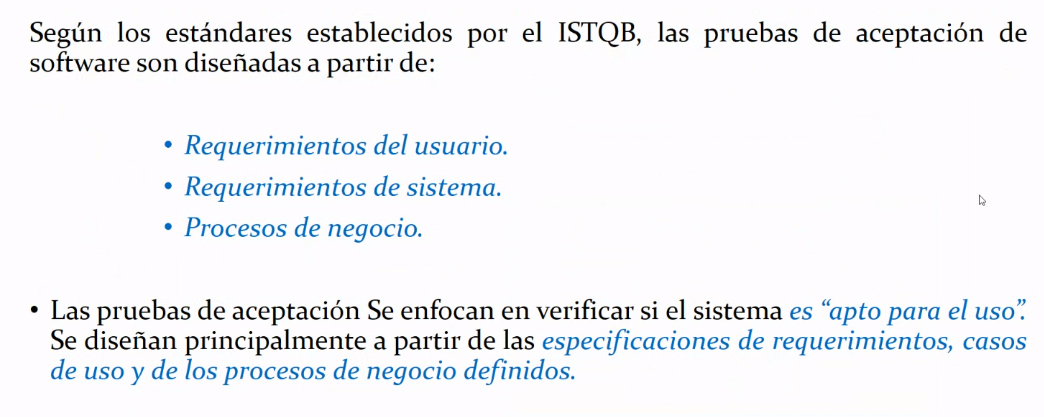 Según los estándares establecidos por el ISTQB, las pruebas de aceptación de
software son diseñadas a partir de:
• Requerimientos del usuario.
• Requerimientos de sistema.
• Procesos de negocio.
• Las pruebas de aceptación Se enfocan en verificar si el sistema es “apto para el uso”.
Se diseñan principalmente a partir de las especificaciones de requerimientos, casos
de uso y de los procesos de negocio definidos.